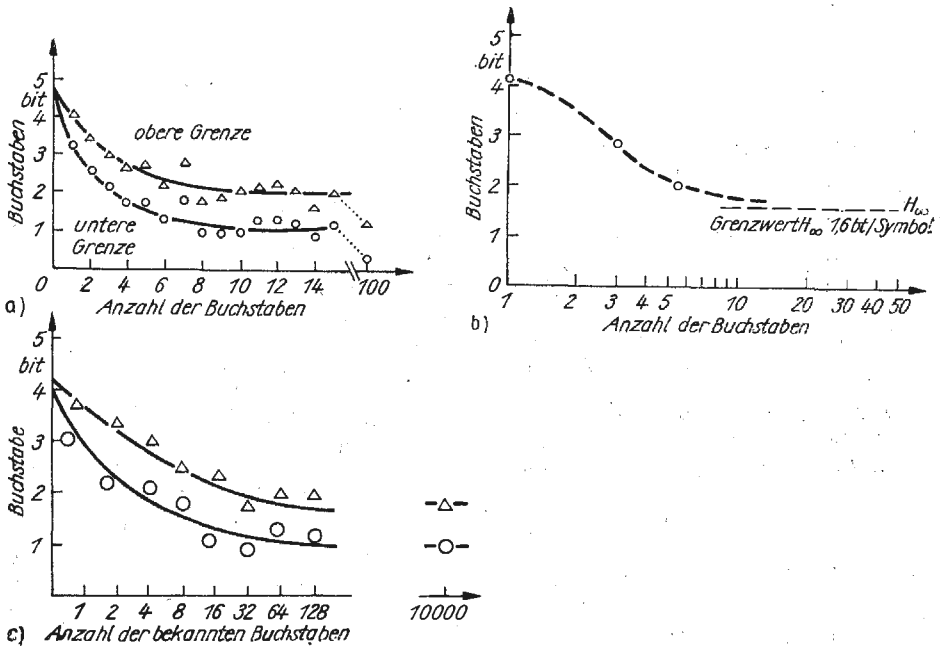 5
bit
4
3
2
1
Buchstaben
obere Grenze
untere
Grenze
0 2 4 6 8 10 12 14 100
a) Anzahl der Buchstaben
5
bit
4
3
2
1
0
Buchstaben
H∞
Grenzwert H∞ 1,6 bt/Symbol
1 2 3 4 5 10 20 30 40 50
b) Anzahl der Buchstaben
5
bit
4
3
2
1
Buchstabe
1 2 4 8 16 32 64 128 10000
c) Anzahl der bekannten Buchstaben